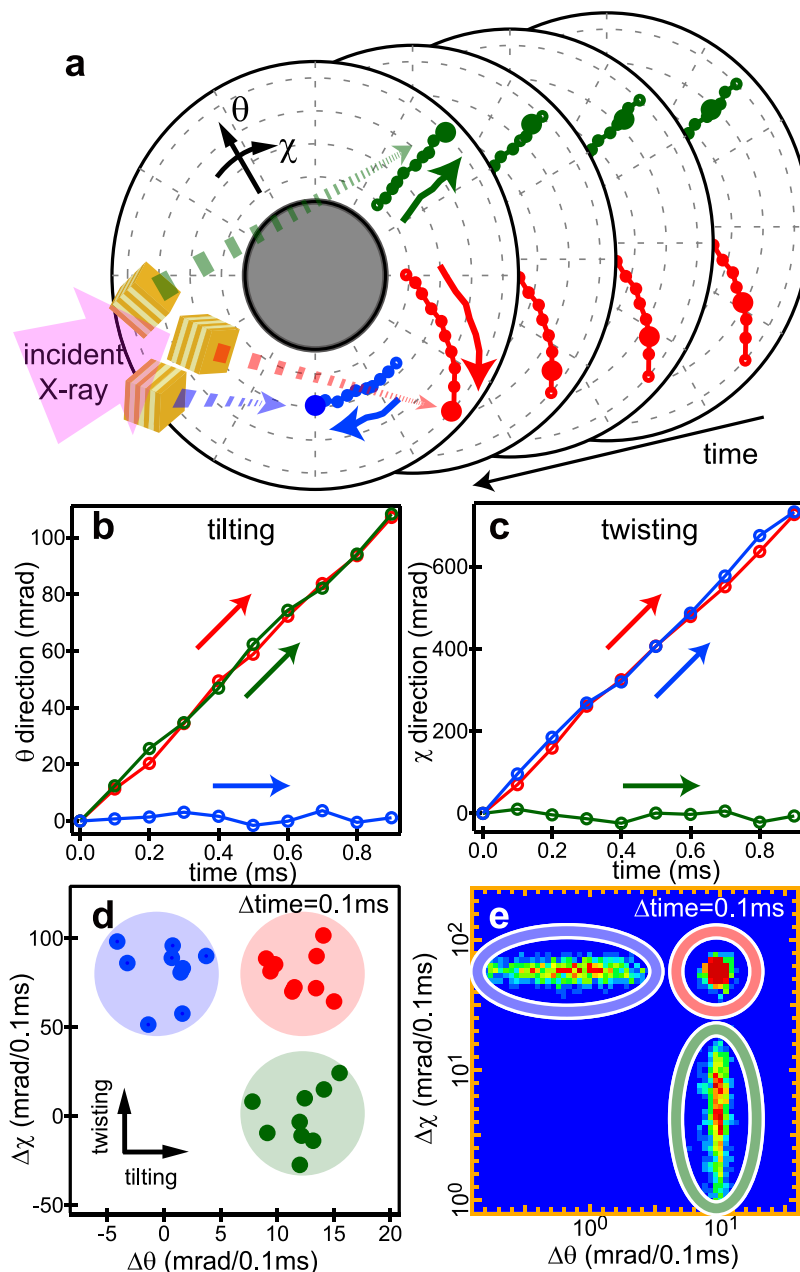 a
θ
χ
incident
X-ray
time
b
tilting
θ direction (mrad)
100
80
60
40
20
0
0.0
0.2
0.4
0.6
0.8
time (ms)
c
twisting
χ direction (mrad)
600
400
200
0
0.0
0.2
0.4
0.6
0.8
time (ms)
d
Δtime=0.1ms
Δχ (mrad/0.1ms)
100
50
0
-50
twisting
tilting
-5
0
5
10
15
20
Δθ (mrad/0.1ms)
e
Δtime=0.1ms
Δχ (mrad/0.1ms)
10²
10¹
10⁰
10⁰
10¹
Δθ (mrad/0.1ms)